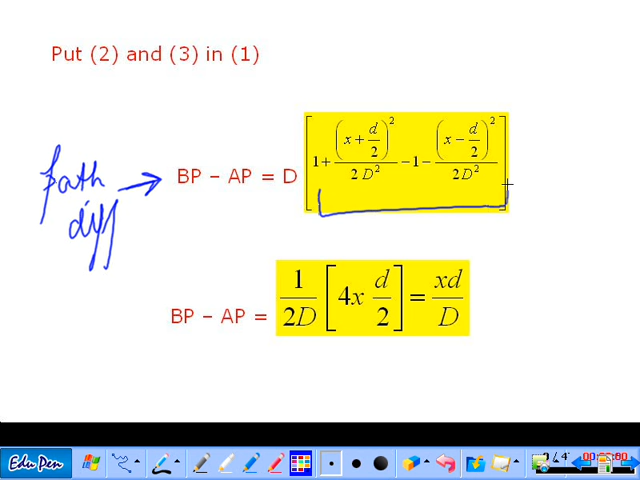 Put (2) and (3) in (1)
path diff → BP – AP = D [1 + (x + d/2)² / 2D² – 1 – (x – d/2)² / 2D²]
BP – AP = 1/2D [4x d/2] = xd/D
Edu Pen